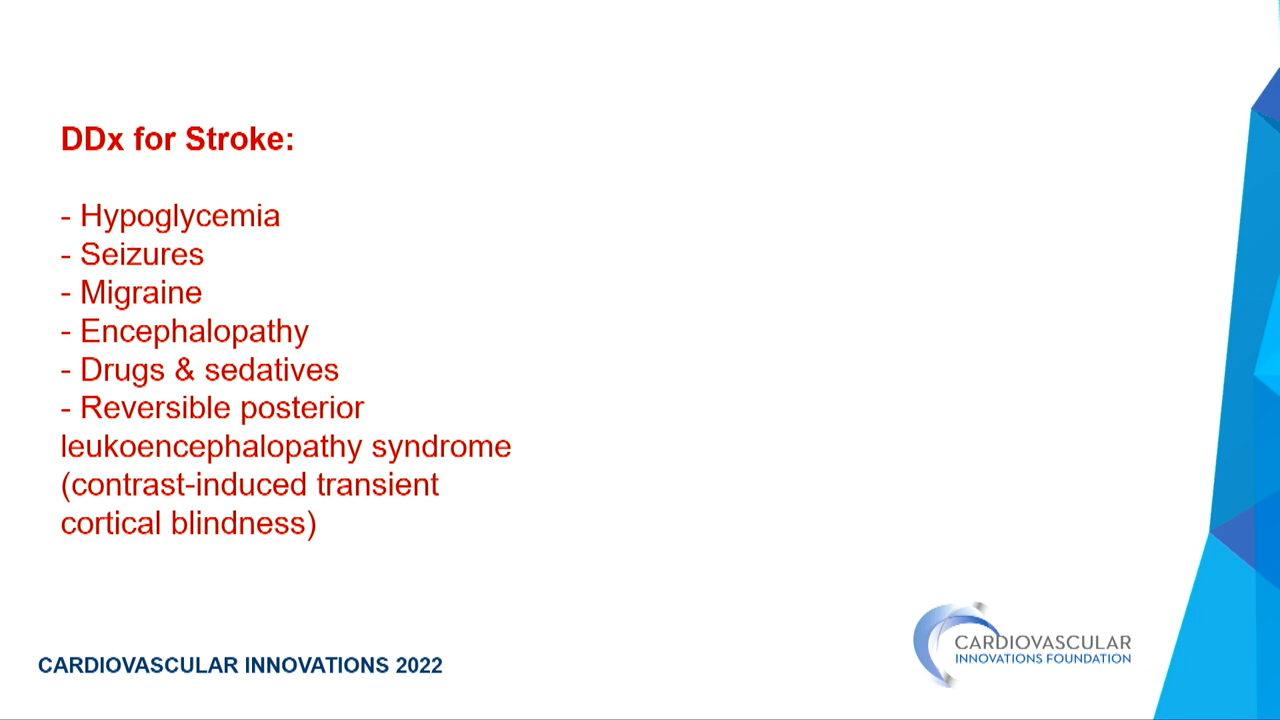 DDx for Stroke:
- Hypoglycemia
- Seizures
- Migraine
- Encephalopathy
- Drugs & sedatives
- Reversible posterior
leukoencephalopathy syndrome
(contrast-induced transient
cortical blindness)
CARDIOVASCULAR
INNOVATIONS FOUNDATION
CARDIOVASCULAR INNOVATIONS 2022